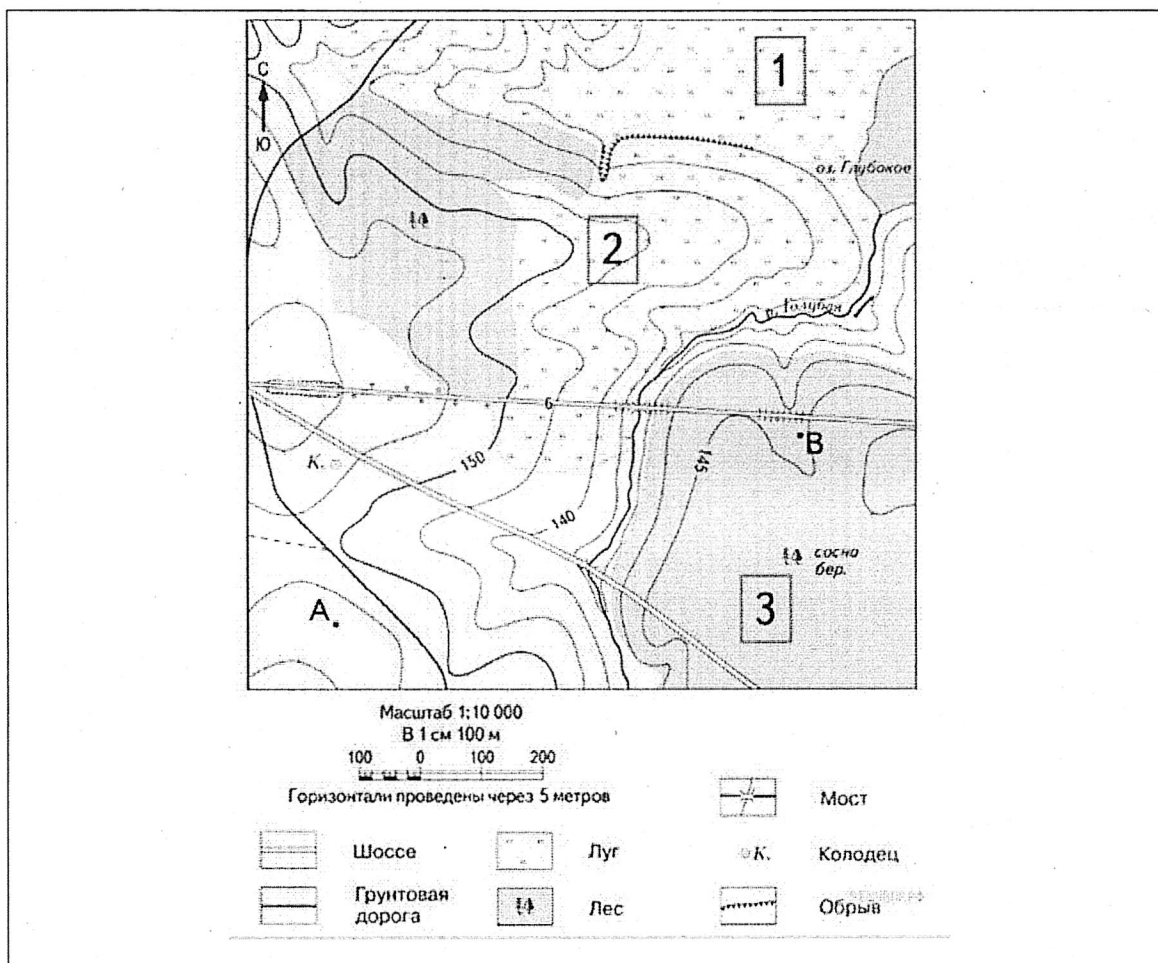 1
С
Ю
оз. Глубокое
2
р. Голубая
6
В
К.
150
145
140
сосна
бер.
А
3
Масштаб 1:10 000
В 1 см 100 м
100 0 100 200
Горизонтали проведены через 5 метров
Мост
Шоссе
Луг
К. Колодец
Грунтовая
дорога
Лес
Обрыв